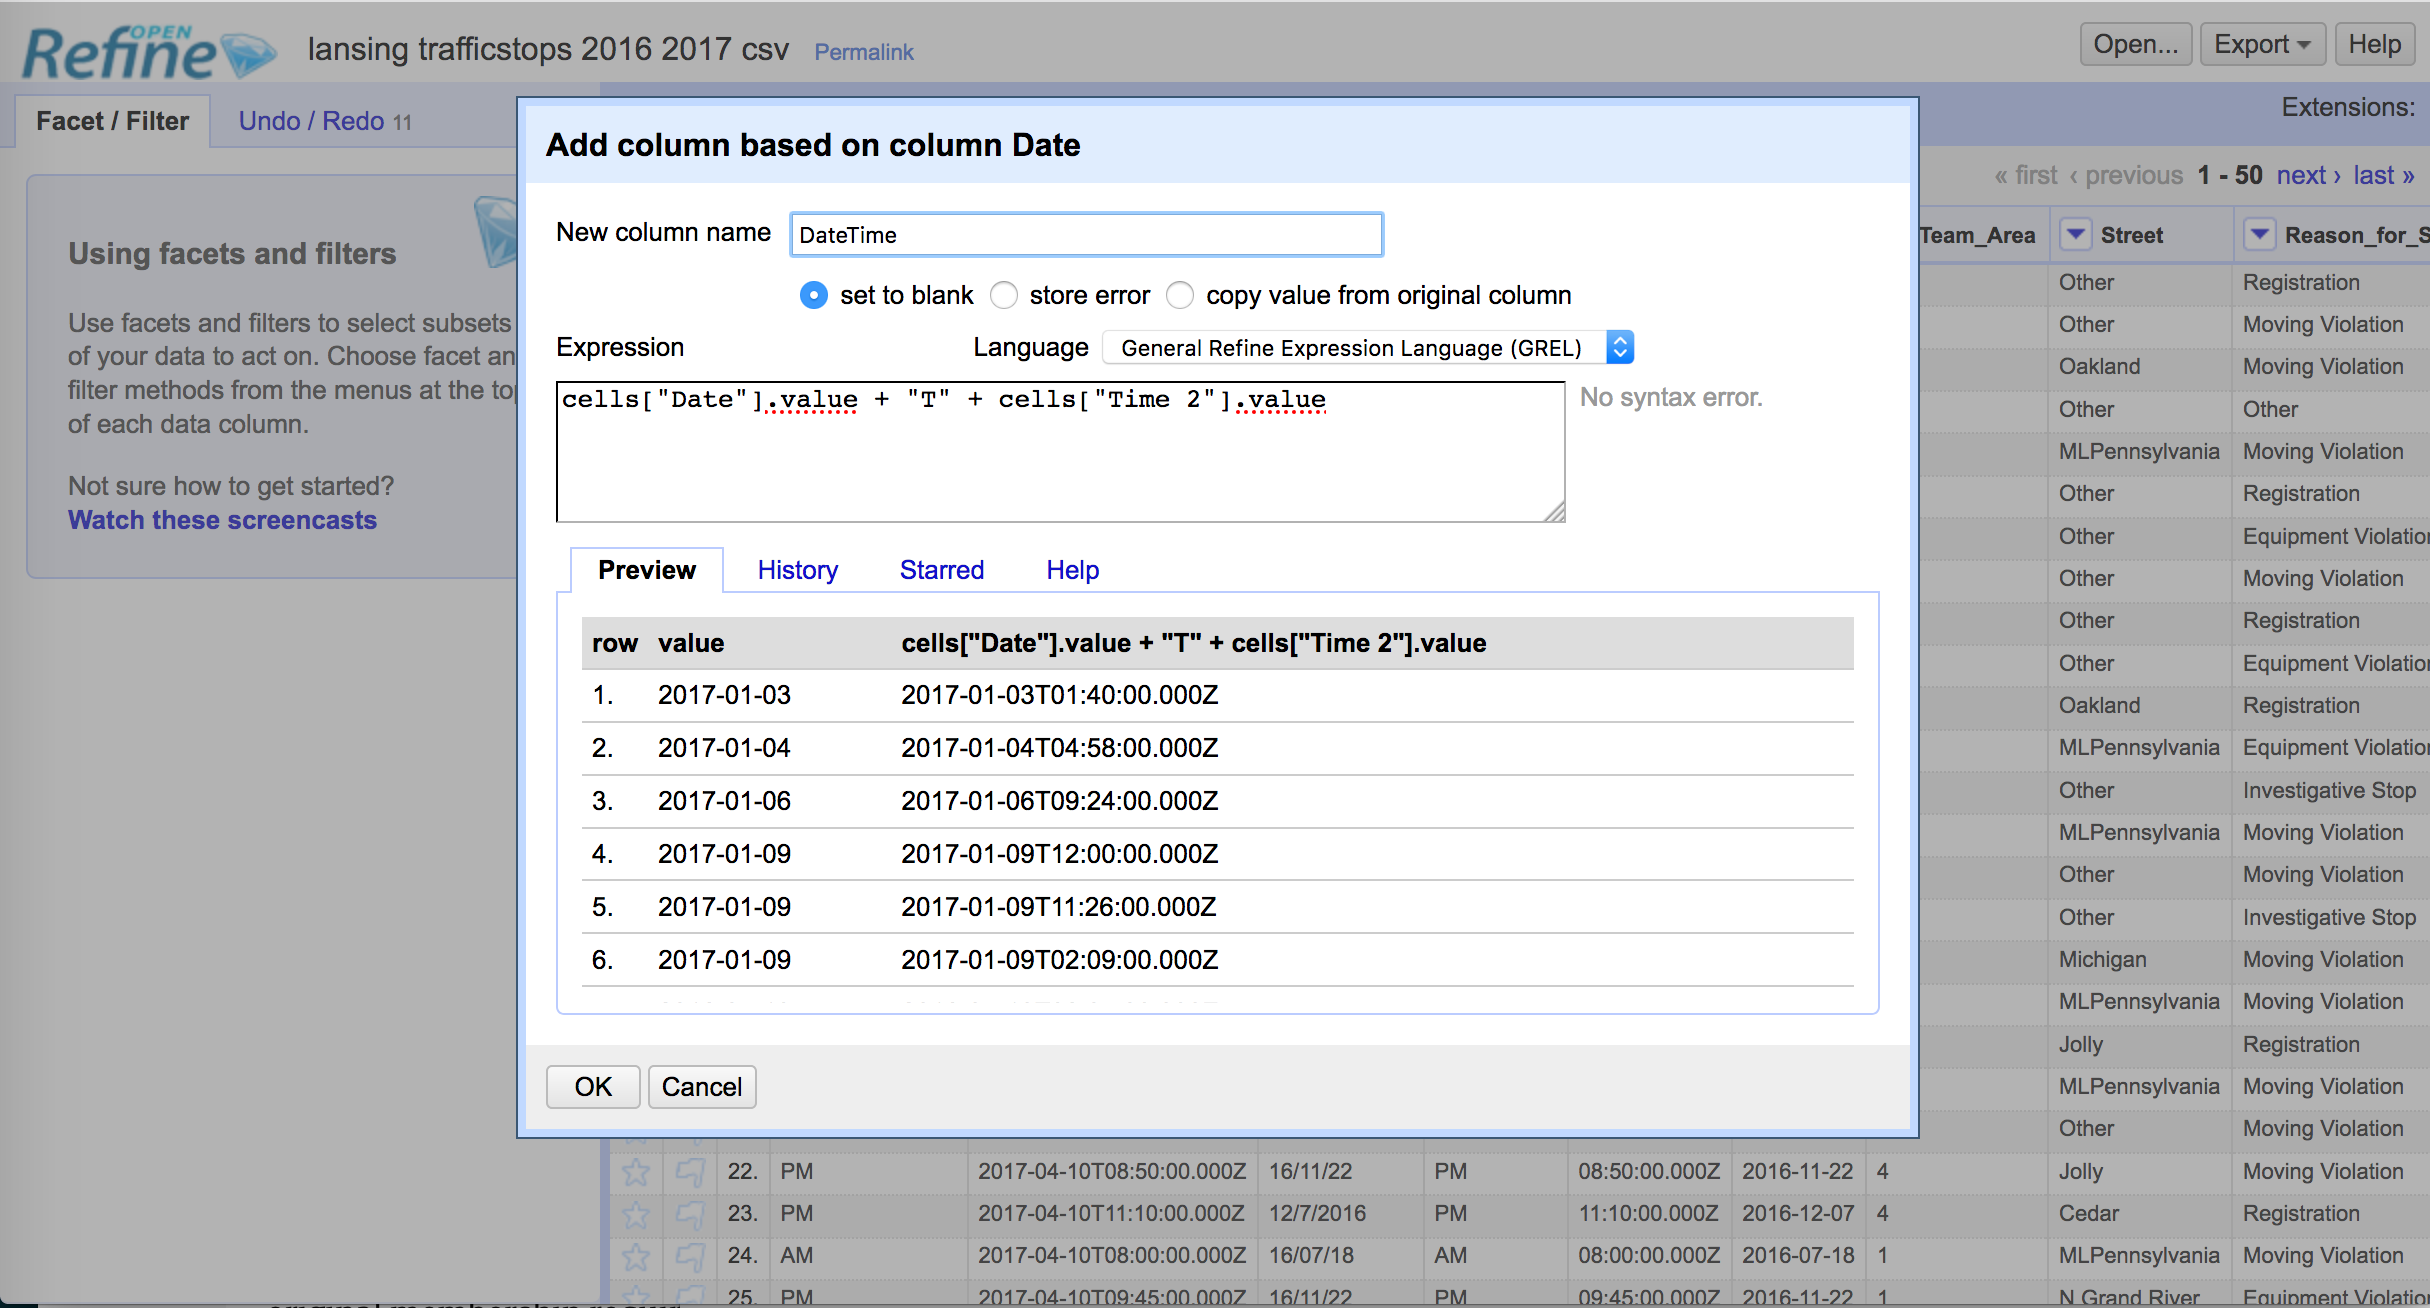 OPEN
Refine lansing trafficstops 2016 2017 csv Permalink Open... Export Help
Facet / Filter Undo / Redo 11 Extensions:
Using facets and filters
Use facets and filters to select subsets
of your data to act on. Choose facet
filter methods from the menus at the
of each data column.
Not sure how to get started?
Watch these screencasts
Add column based on column Date
New column name DateTime
set to blank store error copy value from original column
Expression Language General Refine Expression Language (GREL)
cells["Date"].value + "T" + cells["Time 2"].value No syntax error.
Preview History Starred Help
row value cells["Date"].value + "T" + cells["Time 2"].value
1. 2017-01-03 2017-01-03T01:40:00.000Z
2. 2017-01-04 2017-01-04T04:58:00.000Z
3. 2017-01-06 2017-01-06T09:24:00.000Z
4. 2017-01-09 2017-01-09T12:00:00.000Z
5. 2017-01-09 2017-01-09T11:26:00.000Z
6. 2017-01-09 2017-01-09T02:09:00.000Z
OK Cancel
« first ‹ previous 1 - 50 next › last »
Team_Area Street Reason_for_S
Other Registration
Other Moving Violation
Oakland Moving Violation
Other Other
MLPennsylvania Moving Violation
Other Registration
Other Equipment Violation
Other Moving Violation
Other Registration
Other Equipment Violation
Oakland Registration
MLPennsylvania Equipment Violation
Other Investigative Stop
MLPennsylvania Moving Violation
Other Moving Violation
Other Investigative Stop
Michigan Moving Violation
MLPennsylvania Moving Violation
Jolly Registration
MLPennsylvania Moving Violation
Other Moving Violation
22. PM 2017-04-10T08:50:00.000Z 16/11/22 PM 08:50:00.000Z 2016-11-22 4 Jolly Moving Violation
23. PM 2017-04-10T11:10:00.000Z 12/7/2016 PM 11:10:00.000Z 2016-12-07 4 Cedar Registration
24. AM 2017-04-10T08:00:00.000Z 16/07/18 AM 08:00:00.000Z 2016-07-18 1 MLPennsylvania Moving Violation
25. PM 2017-04-10T09:45:00.000Z 16/11/22 PM 09:45:00.000Z 2016-11-22 1 N Grand River Equipment Violation